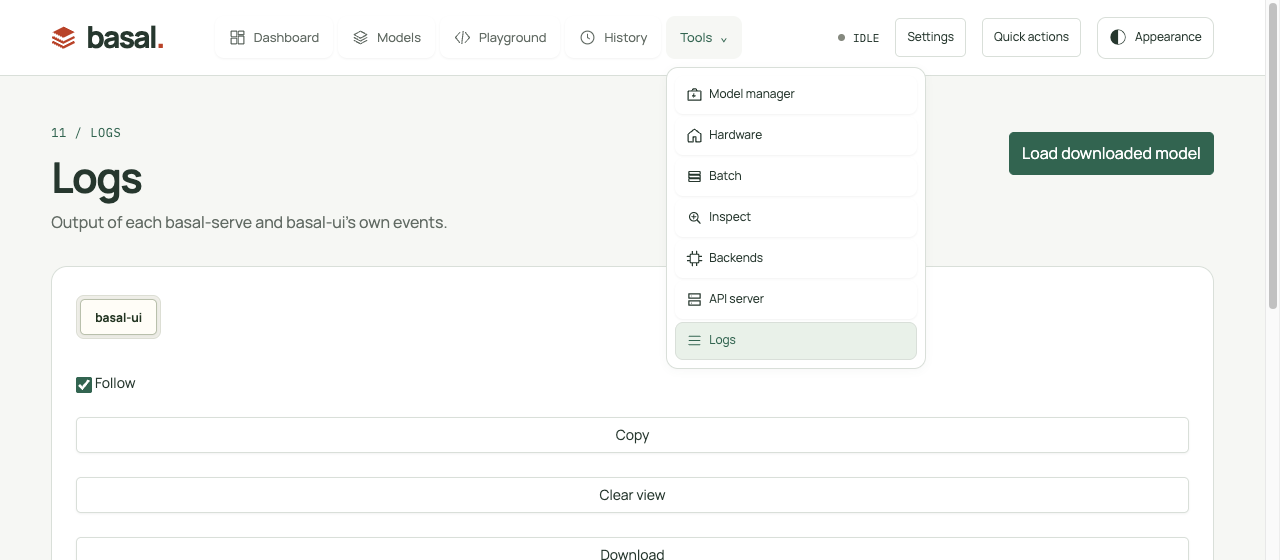 basal.
Dashboard
Models
Playground
History
Tools
IDLE
Settings
Quick actions
Appearance
Model manager
Hardware
Batch
Inspect
Backends
API server
Logs
11 / LOGS
Logs
Output of each basal-serve and basal-ui's own events.
Load downloaded model
basal-ui
Follow
Copy
Clear view
Download